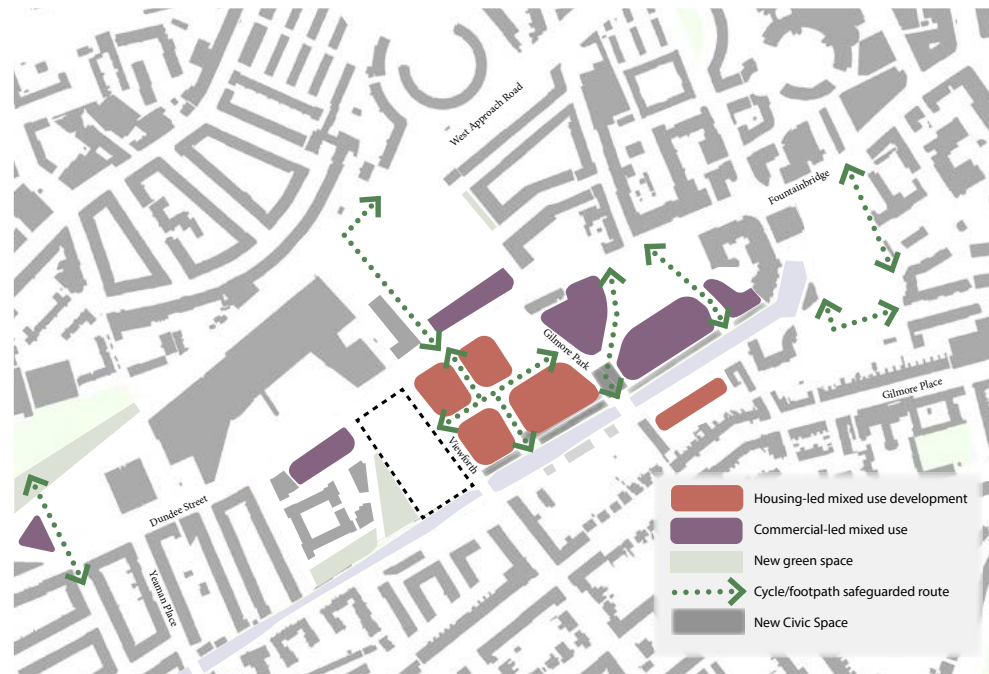 West Approach Road
Fountainbridge
Gilmore Park
Gilmore Place
Viewforth
Dundee Street
Yeaman Place
Housing-led mixed use development
Commercial-led mixed use
New green space
Cycle/footpath safeguarded route
New Civic Space